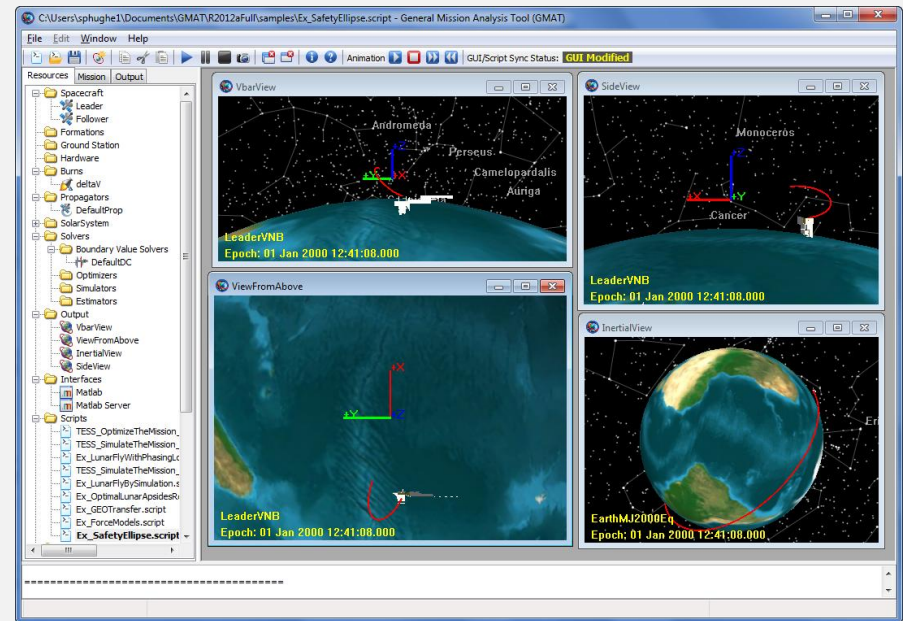 C:\Users\sphughe1\Documents\GMAT\R2012aFull\samples\Ex_SafetyEllipse.script - General Mission Analysis Tool (GMAT)
File Edit Window Help
Animation GUI/Script Sync Status: GUI Modified
Resources Mission Output
Spacecraft
Leader
Follower
Formations
Ground Station
Hardware
Burns
deltaV
Propagators
DefaultProp
SolarSystem
Solvers
Boundary Value Solvers
DefaultDC
Optimizers
Simulators
Estimators
Output
VbarView
ViewFromAbove
InertialView
SideView
Interfaces
Matlab
Matlab Server
Scripts
TESS_OptimizeTheMission_
TESS_SimulateTheMission_
Ex_LunarFlyWithPhasingLo
TESS_SimulateTheMission_
Ex_LunarFlyBySimulation.s
Ex_OptimalLunarApsidesRa
Ex_GEOTransfer.script
Ex_ForceModels.script
Ex_SafetyEllipse.script
VbarView
Andromeda
Perseus
Camelopardalis
Auriga
+Z
+Y +X
LeaderVNB
Epoch: 01 Jan 2000 12:41:08.000
SideView
Monoceros
+Z
+X +Y
Cancer
LeaderVNB
Epoch: 01 Jan 2000 12:41:08.000
ViewFromAbove
+X
+Y +Z
LeaderVNB
Epoch: 01 Jan 2000 12:41:08.000
InertialView
Eri
EarthMJ2000Eq
Epoch: 01 Jan 2000 12:41:08.000
========================================